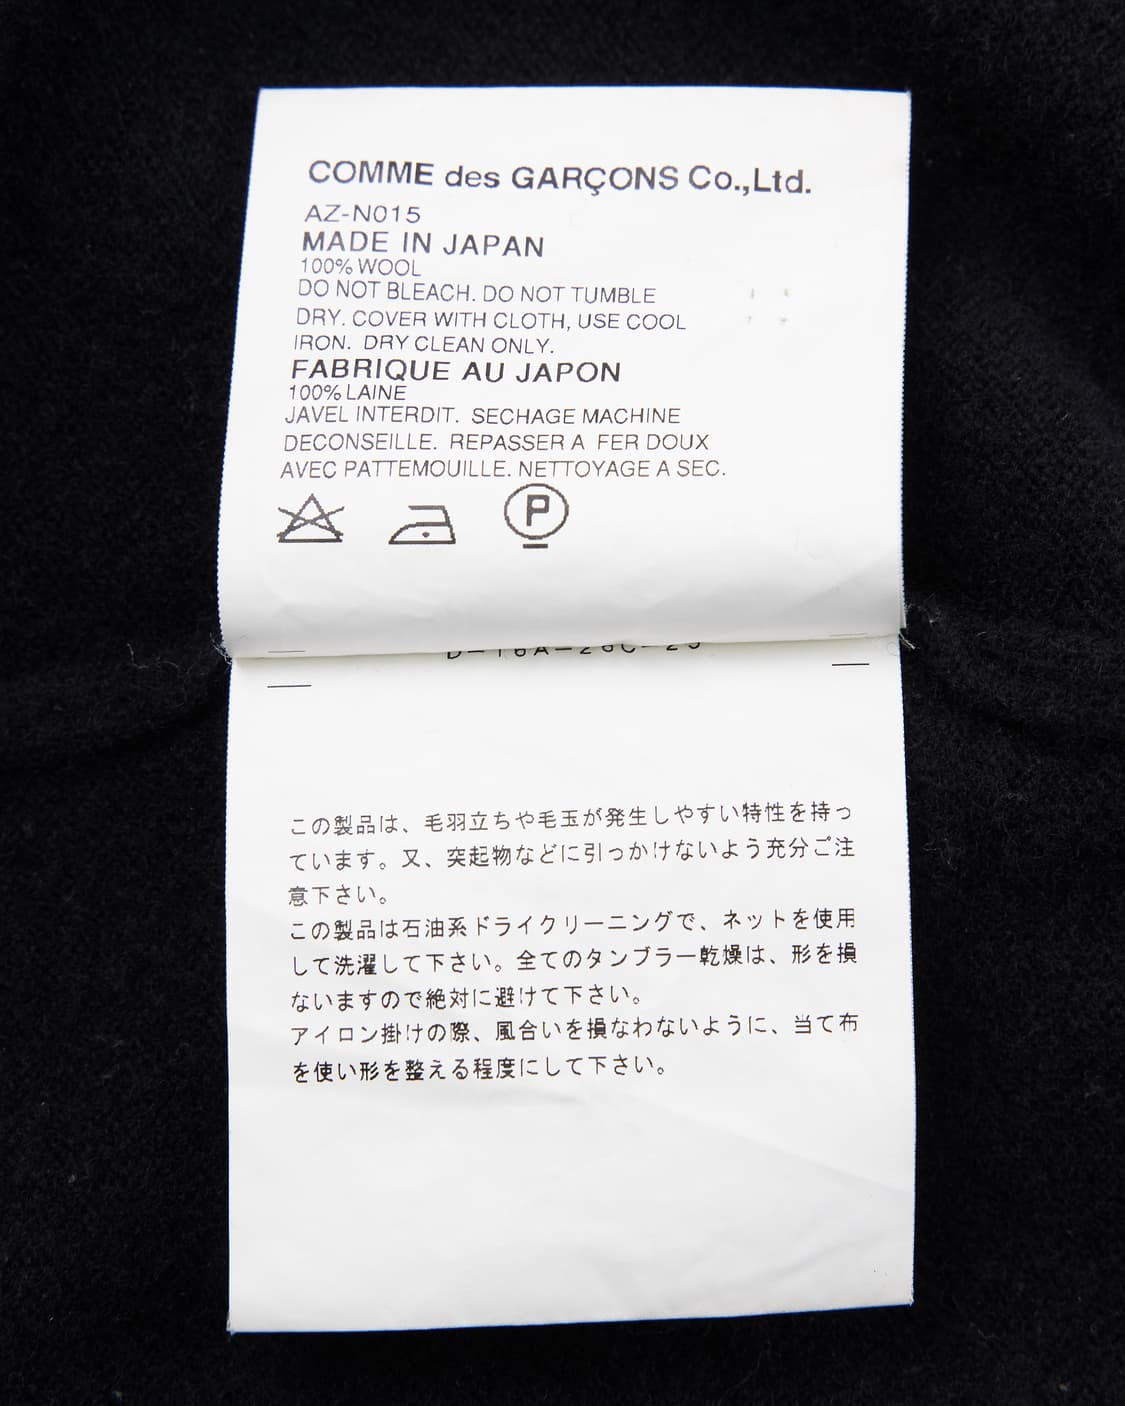 COMME des GARÇONS Co.,Ltd.
AZ-N015
MADE IN JAPAN
100% WOOL
DO NOT BLEACH. DO NOT TUMBLE
DRY. COVER WITH CLOTH, USE COOL
IRON. DRY CLEAN ONLY.
FABRIQUE AU JAPON
100% LAINE
JAVEL INTERDIT. SECHAGE MACHINE
DECONSEILLE. REPASSER A FER DOUX
AVEC PATTEMOUILLE. NETTOYAGE A SEC.
P
この製品は、毛羽立ちや毛玉が発生しやすい特性を持っ
ています。又、突起物などに引っかけないよう充分ご注
意下さい。
この製品は石油系ドライクリーニングで、ネットを使用
して洗濯して下さい。全てのタンブラー乾燥は、形を損
ないますので絶対に避けて下さい。
アイロン掛けの際、風合いを損なわないように、当て布
を使い形を整える程度にして下さい。